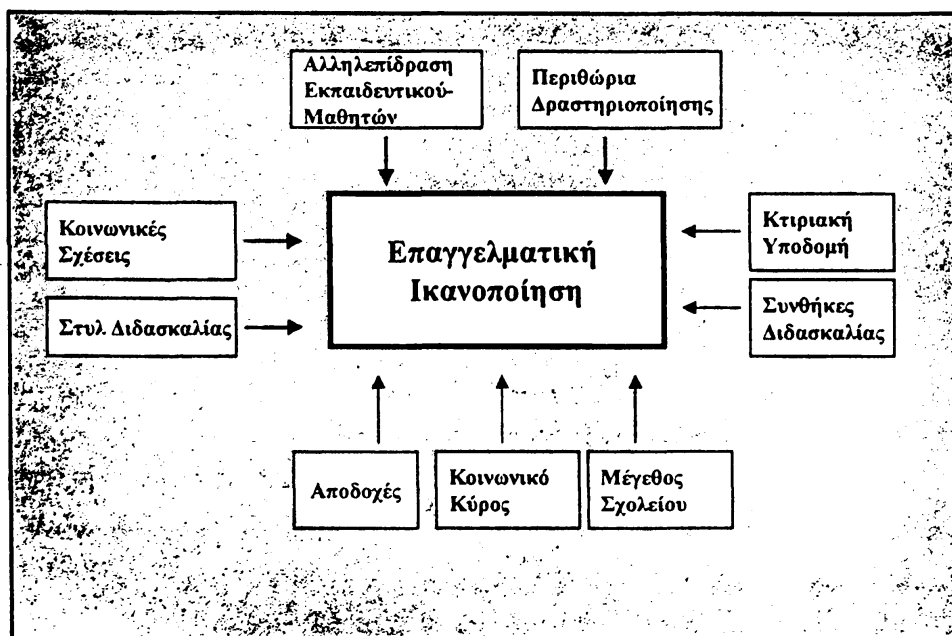 Αλληλεπίδραση
Εκπαιδευτικού-
Μαθητών
Περιθώρια
Δραστηριοποίησης
Κοινωνικές
Σχέσεις
Στυλ Διδασκαλίας
Επαγγελματική
Ικανοποίηση
Κτιριακή
Υποδομή
Συνθήκες
Διδασκαλίας
Αποδοχές
Κοινωνικό
Κύρος
Μέγεθος
Σχολείου